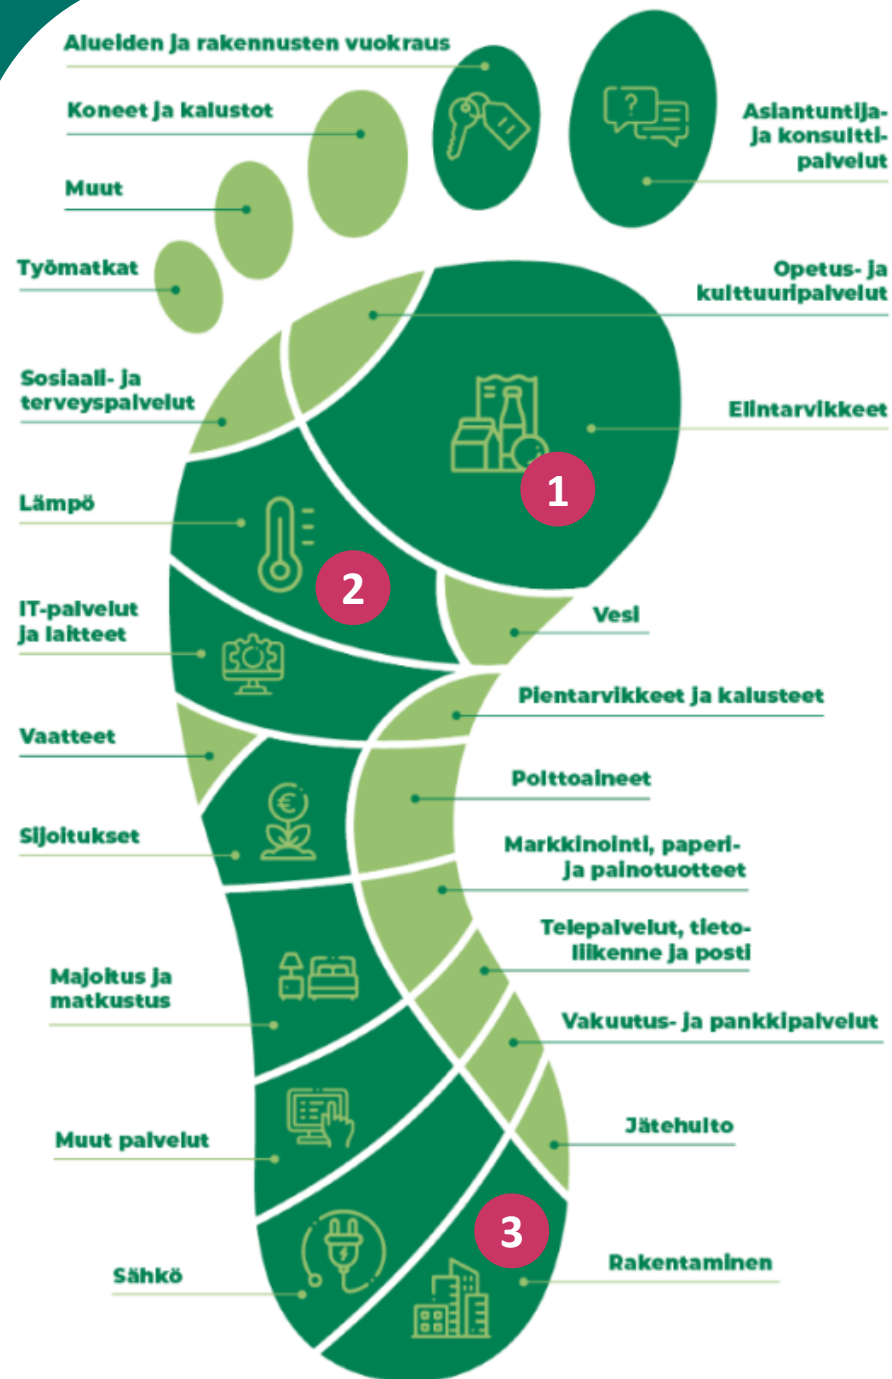 Alueiden ja rakennusten vuokraus
Koneet ja kalustot
Muut
Työmatkat
Sosiaali- ja
terveyspalvelut
Lämpö
IT-palvelut
ja laitteet
Vaatteet
Sijoitukset
Majoitus ja
matkustus
Muut palvelut
Sähkö
?
Asiantuntija-
ja konsultti-
palvelut
Opetus- ja
kulttuuripalvelut
Elintarvikkeet
1
2
Vesi
Pientarvikkeet ja kalusteet
Polttoaineet
€
Markkinointi, paperi-
ja painotuotteet
Telepalvelut, tieto-
liikenne ja posti
Vakuutus- ja pankkipalvelut
Jätehuolto
3
Rakentaminen